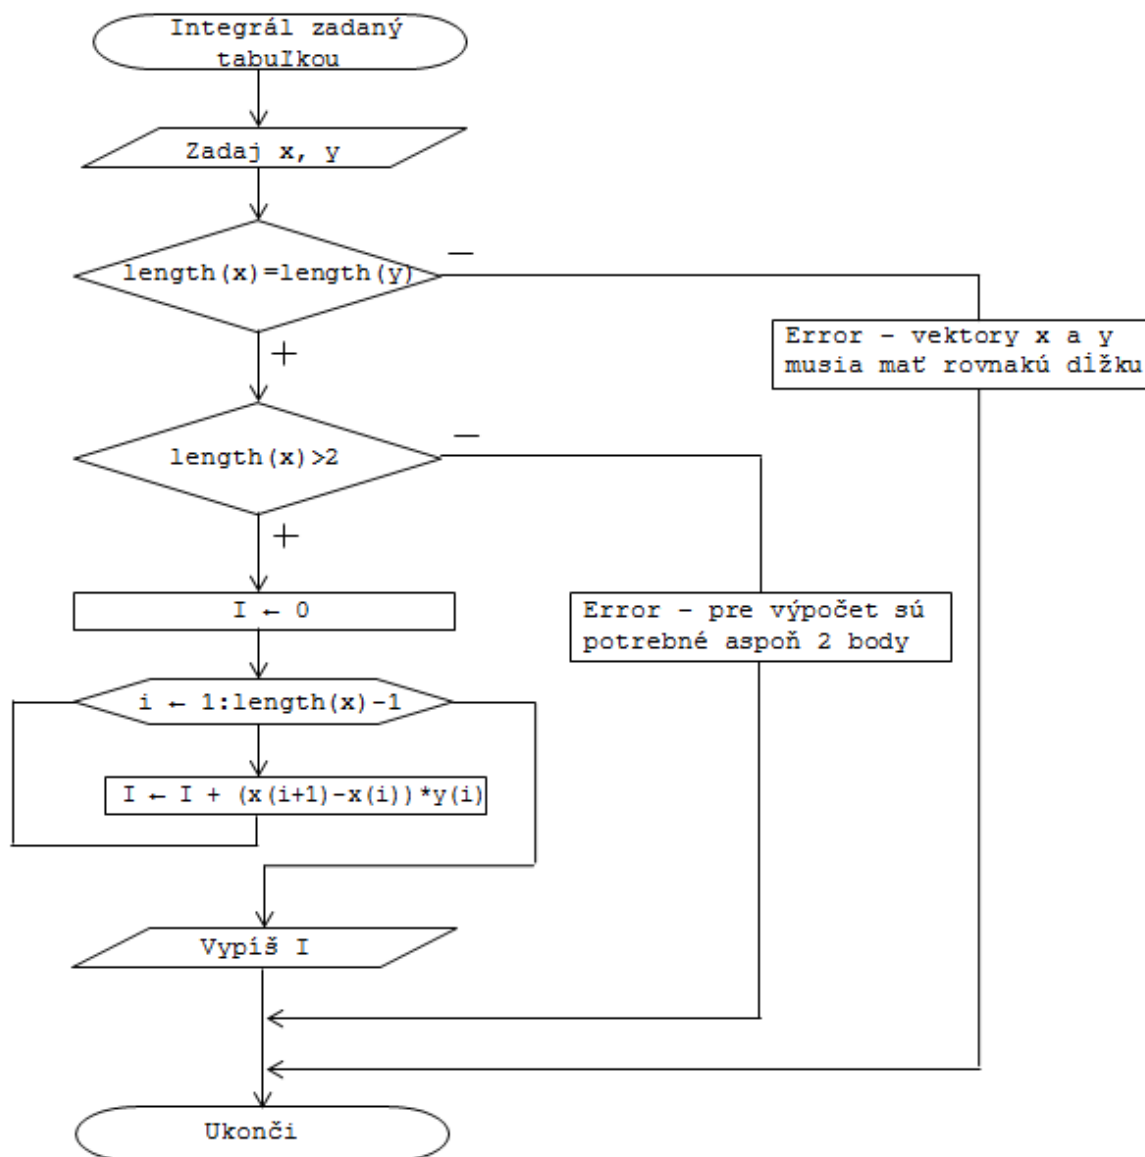 Integrál zadaný
tabuľkou
Zadaj x, y
length(x)=length(y)
—
+
Error – vektory x a y
musia mať rovnakú dĺžku
length(x)>2
—
+
I ← 0
Error – pre výpočet sú
potrebné aspoň 2 body
i ← 1:length(x)-1
I ← I + (x(i+1)-x(i))*y(i)
Vypíš I
Ukonči